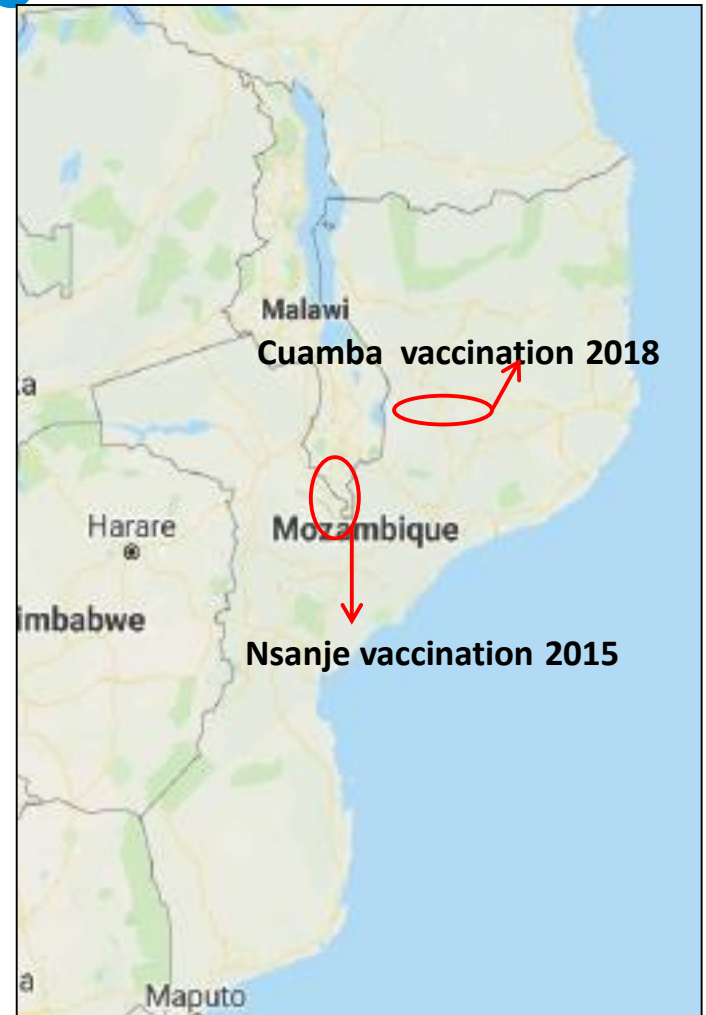 Malawi
Cuamba vaccination 2018
a
Harare
Mozambique
imbabwe
Nsanje vaccination 2015
a
Maputo